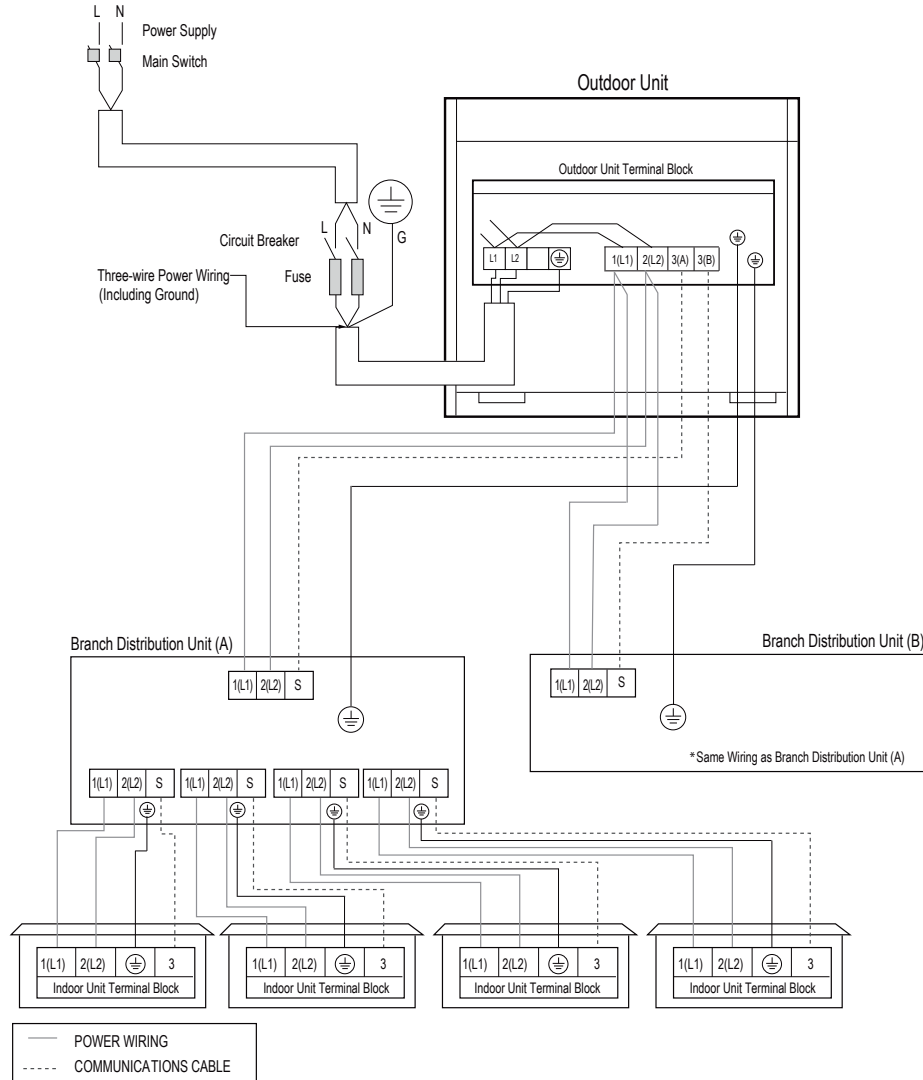 L N
Power Supply
Main Switch
Outdoor Unit
Outdoor Unit Terminal Block
L N
G
Circuit Breaker
Fuse
Three-wire Power Wiring
(Including Ground)
L1 L2
1(L1) 2(L2) 3(A) 3(B)
Branch Distribution Unit (A)
1(L1) 2(L2) S
Branch Distribution Unit (B)
1(L1) 2(L2) S
*Same Wiring as Branch Distribution Unit (A)
1(L1) 2(L2) S
1(L1) 2(L2) S
1(L1) 2(L2) S
1(L1) 2(L2) S
1(L1) 2(L2) 3
Indoor Unit Terminal Block
1(L1) 2(L2) 3
Indoor Unit Terminal Block
1(L1) 2(L2) 3
Indoor Unit Terminal Block
1(L1) 2(L2) 3
Indoor Unit Terminal Block
POWER WIRING
COMMUNICATIONS CABLE